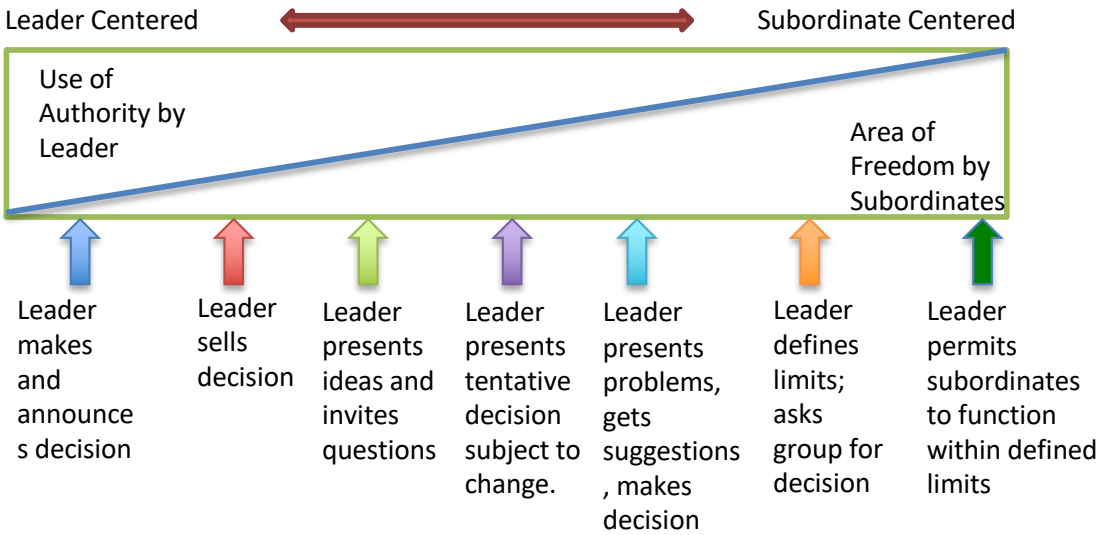 Leader Centered
Subordinate Centered
Use of
Authority by
Leader
Area of
Freedom by
Subordinates
Leader
makes
and
announce
s decision
Leader
sells
decision
Leader
presents
ideas and
invites
questions
Leader
presents
tentative
decision
subject to
change.
Leader
presents
problems,
gets
suggestions
, makes
decision
Leader
defines
limits;
asks
group for
decision
Leader
permits
subordinates
to function
within defined
limits